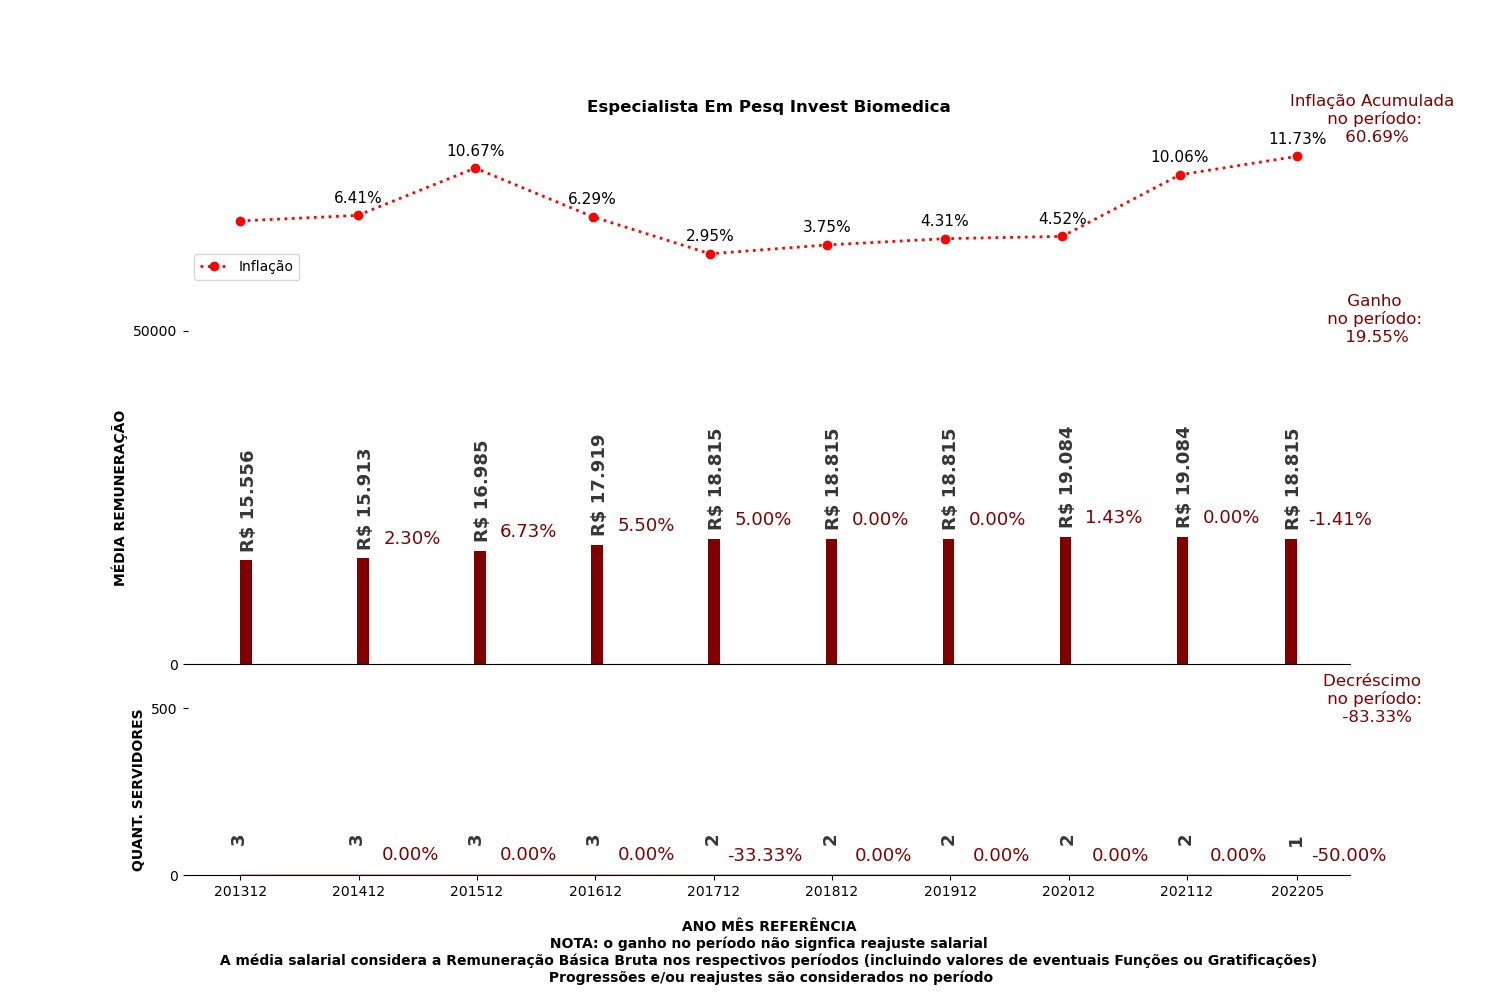 Especialista Em Pesq Invest Biomedica
Inflação Acumulada
no período:
60.69%
6.41%
10.67%
6.29%
2.95%
3.75%
4.31%
4.52%
10.06%
11.73%
Inflação
Ganho
no período:
19.55%
50000
0
MÉDIA REMUNERAÇÃO
R$ 15.556
R$ 15.913
R$ 16.985
R$ 17.919
R$ 18.815
R$ 18.815
R$ 18.815
R$ 19.084
R$ 19.084
R$ 18.815
2.30%
6.73%
5.50%
5.00%
0.00%
0.00%
1.43%
0.00%
-1.41%
Decréscimo
no período:
-83.33%
500
0
QUANT. SERVIDORES
3
3
3
3
2
2
2
2
2
1
0.00%
0.00%
0.00%
-33.33%
0.00%
0.00%
0.00%
0.00%
-50.00%
201312
201412
201512
201612
201712
201812
201912
202012
202112
202205
ANO MÊS REFERÊNCIA
NOTA: o ganho no período não signfica reajuste salarial
A média salarial considera a Remuneração Básica Bruta nos respectivos períodos (incluindo valores de eventuais Funções ou Gratificações)
Progressões e/ou reajustes são considerados no período